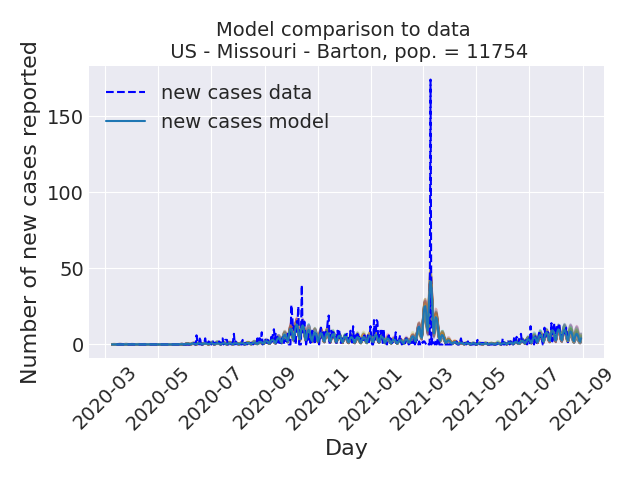 Model comparison to data
US - Missouri - Barton, pop. = 11754
Number of new cases reported
150
100
50
0
new cases data
new cases model
2020-03
2020-05
2020-07
2020-09
2020-11
2021-01
2021-03
2021-05
2021-07
2021-09
Day